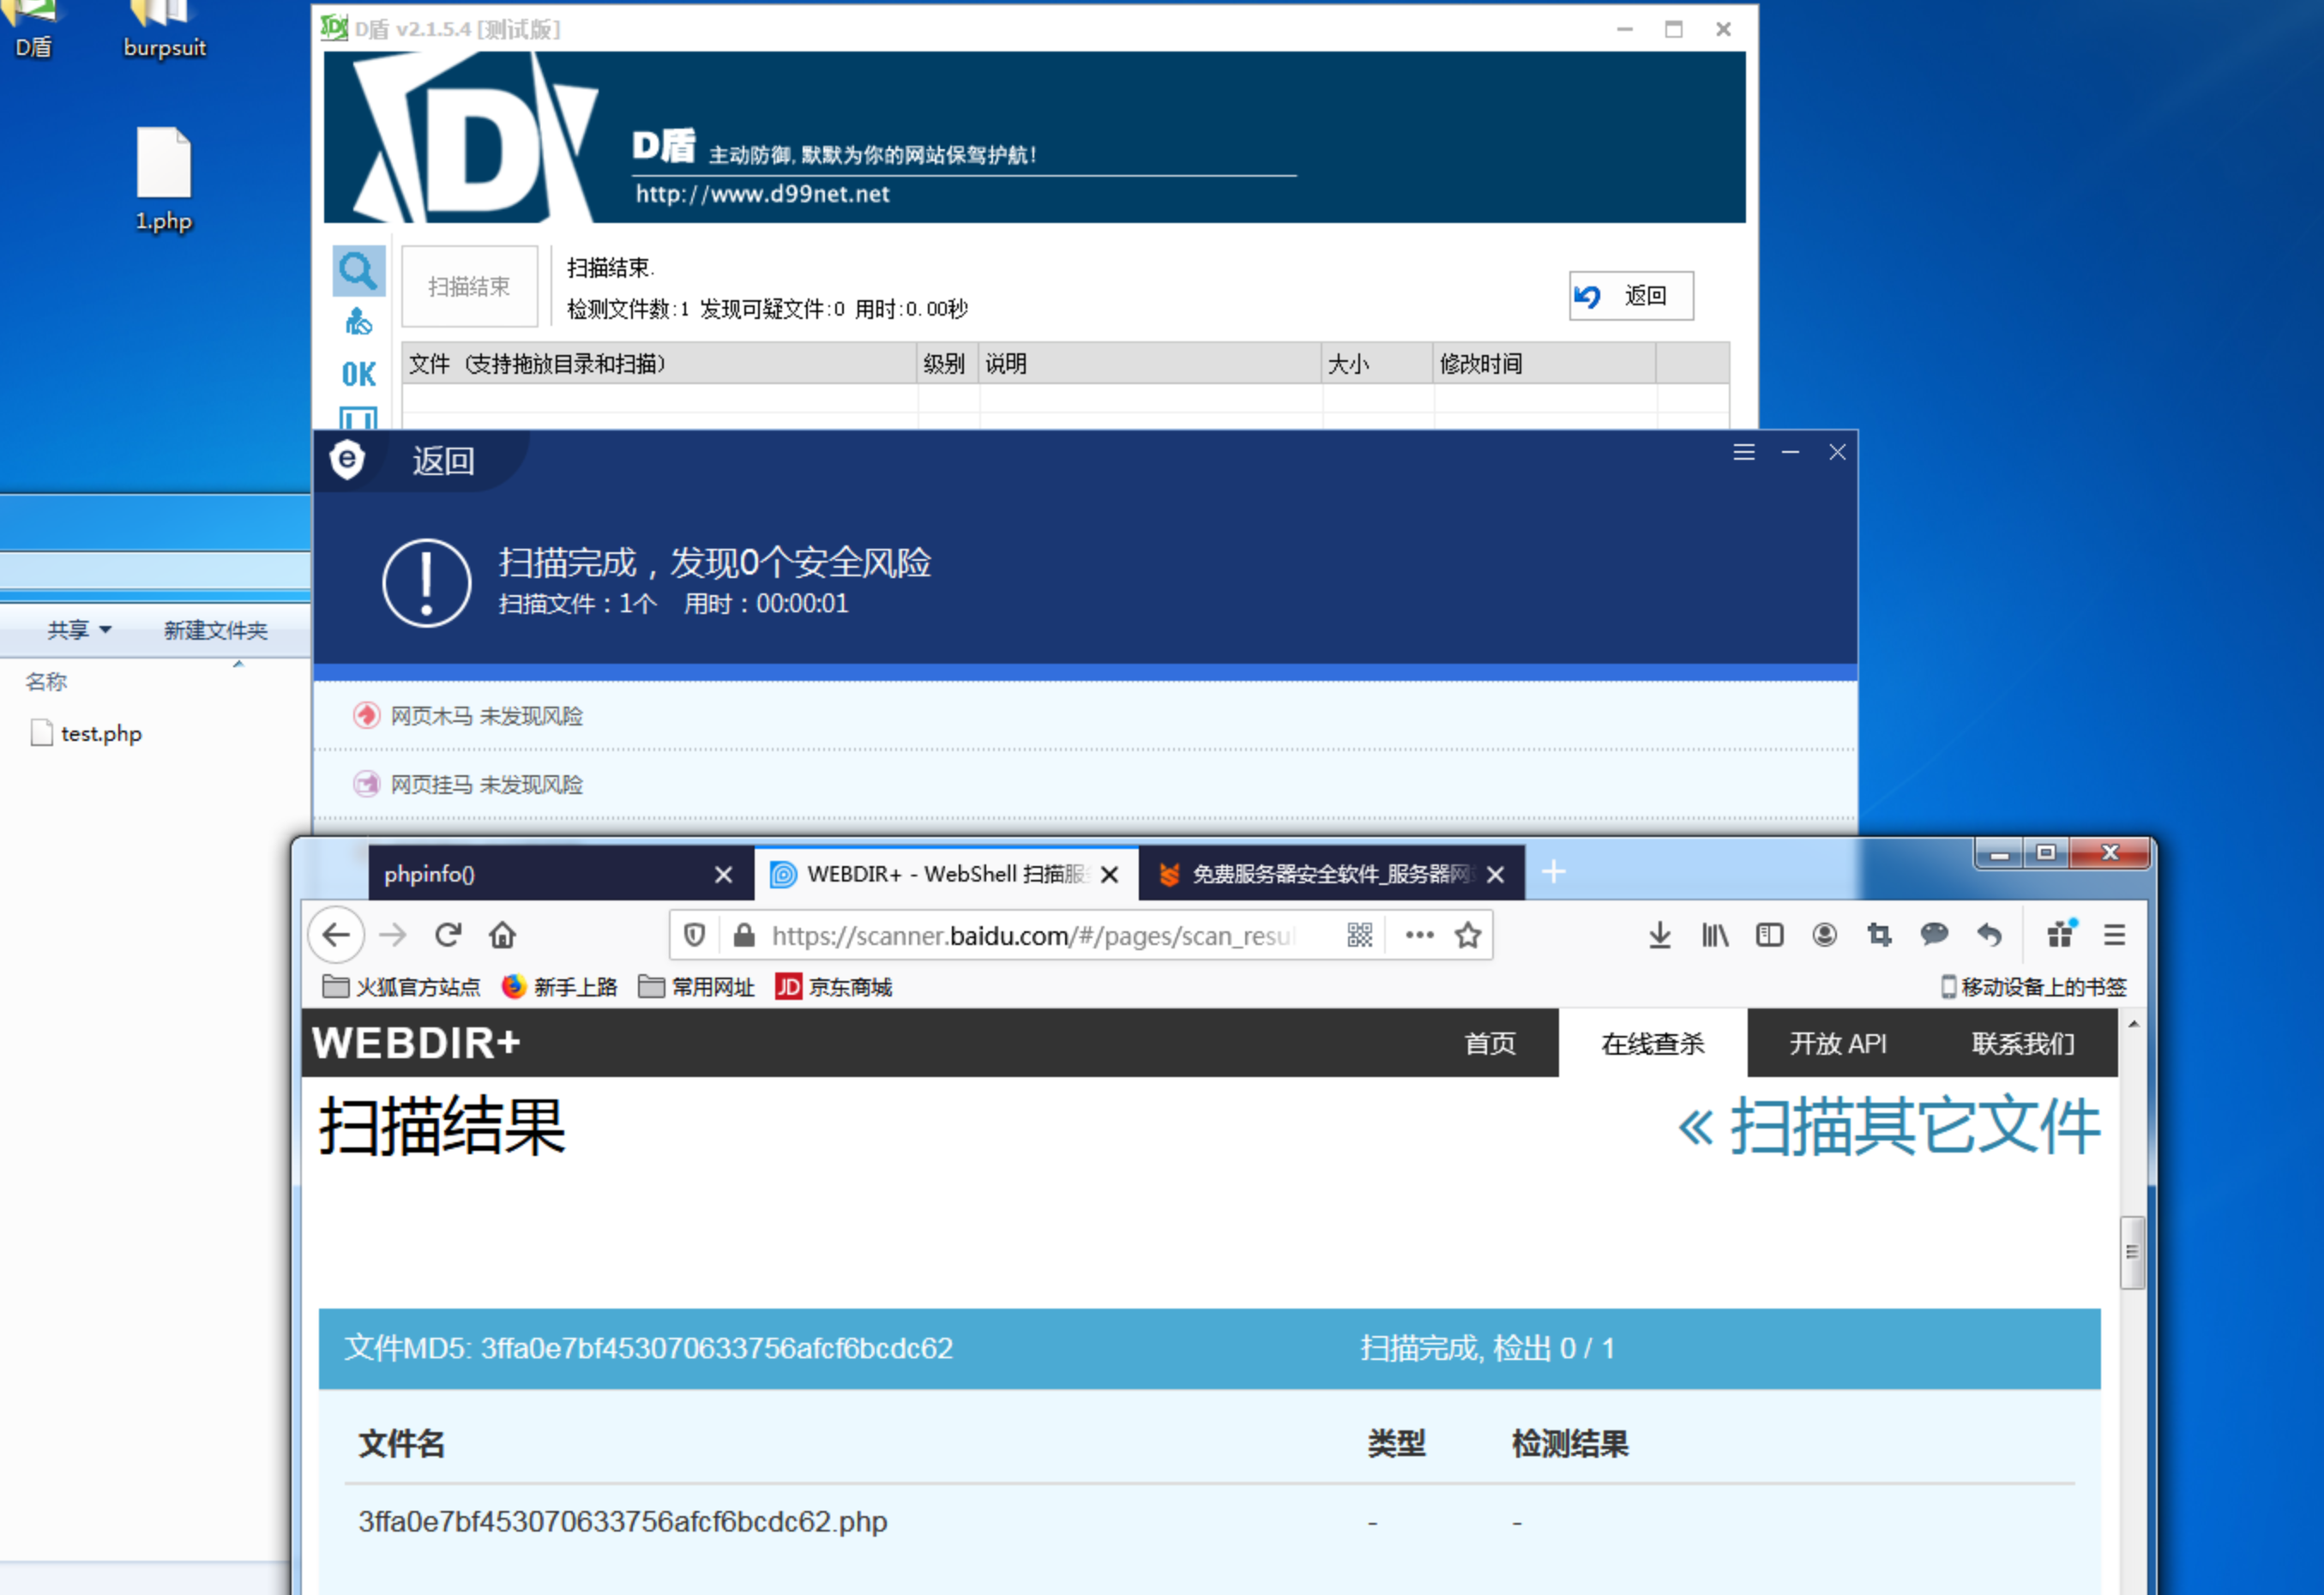 D盾
burpsuit
1.php
D盾 v2.1.5.4 [测试版]
D盾 主动防御,默默为你的网站保驾护航!
http://www.d99net.net
扫描结束
扫描结束.
检测文件数:1 发现可疑文件:0 用时:0.00秒
返回
OK
文件（支持拖放目录和扫描） 级别 说明 大小 修改时间
返回
扫描完成，发现0个安全风险
扫描文件：1个 用时：00:00:01
网页木马 未发现风险
网页挂马 未发现风险
共享 新建文件夹
名称
test.php
phpinfo() WEBDIR+ - WebShell 扫描服 免费服务器安全软件_服务器网
https://scanner.baidu.com/#/pages/scan_resul
火狐官方站点 新手上路 常用网址 JD 京东商城 移动设备上的书签
WEBDIR+ 首页 在线查杀 开放 API 联系我们
扫描结果 « 扫描其它文件
文件MD5: 3ffa0e7bf453070633756afcf6bcdc62 扫描完成, 检出 0 / 1
文件名 类型 检测结果
3ffa0e7bf453070633756afcf6bcdc62.php - -